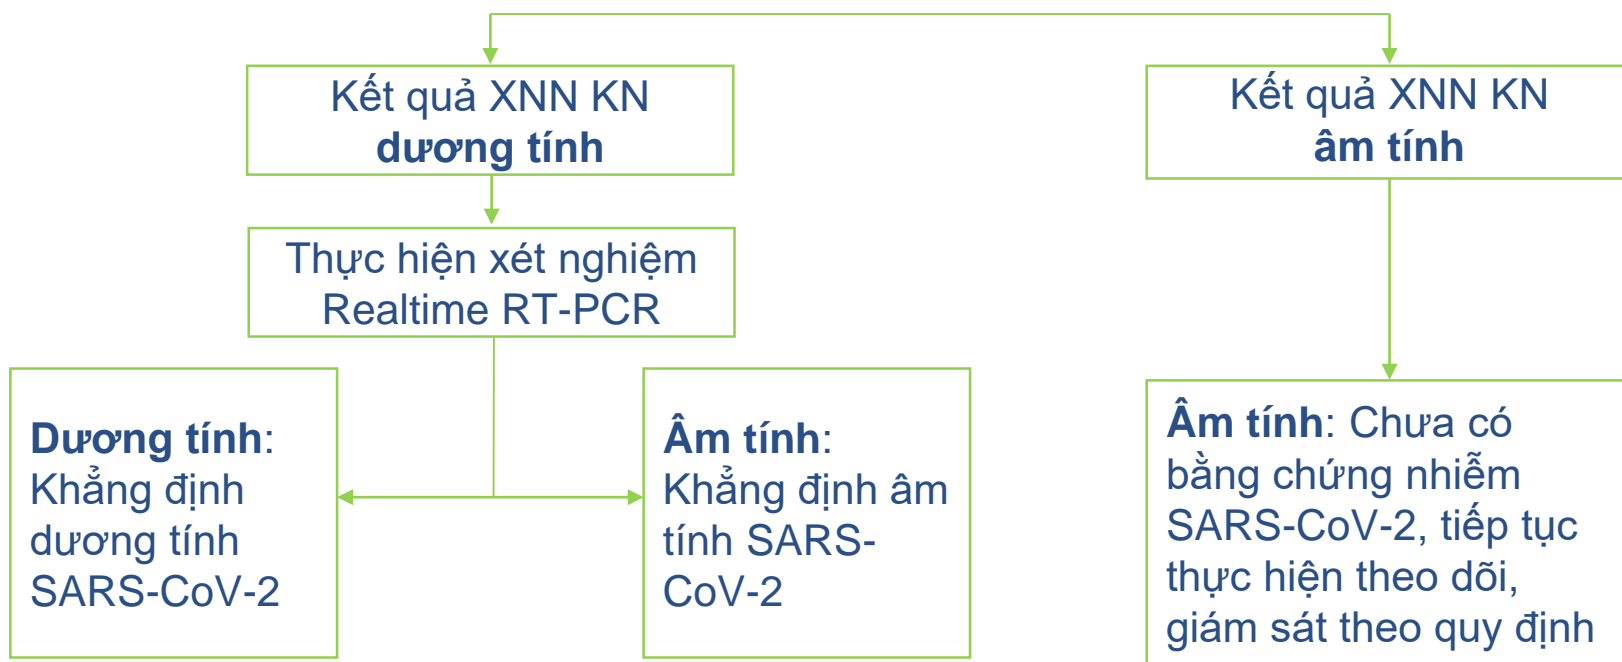 Kết quả XNN KN
dương tính
Kết quả XNN KN
âm tính
Thực hiện xét nghiệm
Realtime RT-PCR
Dương tính:
Khẳng định
dương tính
SARS-CoV-2
Âm tính:
Khẳng định âm
tính SARS-
CoV-2
Âm tính: Chưa có
bằng chứng nhiễm
SARS-CoV-2, tiếp tục
thực hiện theo dõi,
giám sát theo quy định